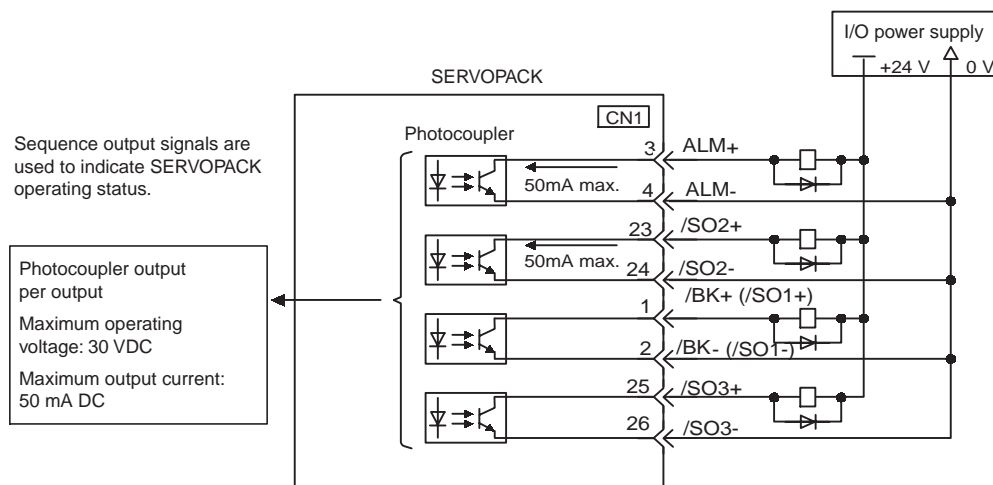 I/O power supply
+24 V
0 V
SERVOPACK
CN1
Photocoupler
Sequence output signals are
used to indicate SERVOPACK
operating status.
3
ALM+
50mA max.
4
ALM-
23
/SO2+
50mA max.
24
/SO2-
Photocoupler output
per output
Maximum operating
voltage: 30 VDC
Maximum output current:
50 mA DC
1
/BK+ (/SO1+)
2
/BK- (/SO1-)
25
/SO3+
26
/SO3-